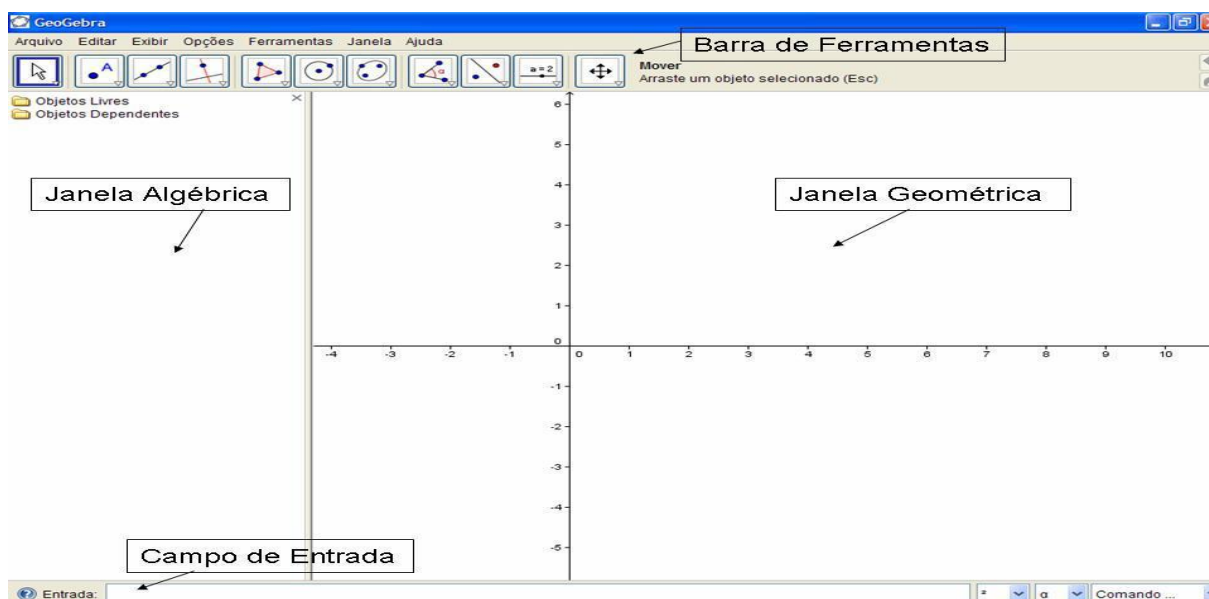 GeoGebra
Arquivo Editar Exibir Opções Ferramentas Janela Ajuda
Barra de Ferramentas
A
α
a=2
Mover
Arraste um objeto selecionado (Esc)
Objetos Livres
Objetos Dependentes
Janela Algébrica
Janela Geométrica
6
5
4
3
2
1
0
-4 -3 -2 -1 0 1 2 3 4 5 6 7 8 9 10
-1
-2
-3
-4
-5
Campo de Entrada
Entrada: ² α Comando ...